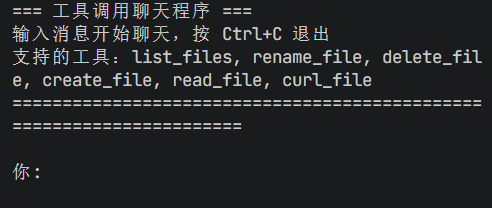 === 工具调用聊天程序 ===
输入消息开始聊天，按 Ctrl+C 退出
支持的工具：list_files, rename_file, delete_fil
e, create_file, read_file, curl_file
===============================================
=======================
你: